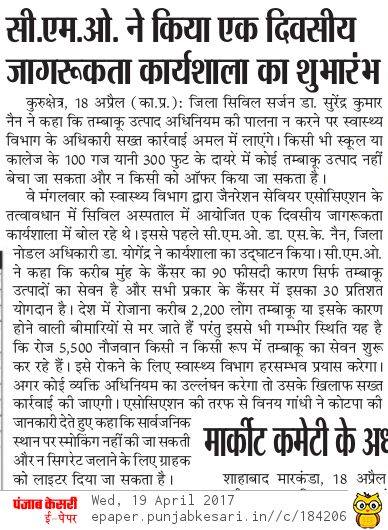 सी.एम.ओ. ने किया एक दिवसीय
जागरूकता कार्यशाला का शुभारंभ
कुरुक्षेत्र, 18 अप्रैल (का.प्र.): जिला सिविल सर्जन डा. सुरेंद्र कुमार
नैन ने कहा कि तम्बाकू उत्पाद अधिनियम की पालना न करने पर स्वास्थ्य
विभाग के अधिकारी सख्त कार्रवाई अमल में लाएंगे। किसी भी स्कूल या
कालेज के 100 गज यानी 300 फुट के दायरे में कोई तम्बाकू उत्पाद नहीं
बेचा जा सकता और न किसी को ऑफर किया जा सकता है।
वे मंगलवार को स्वास्थ्य विभाग द्वारा जैनरेशन सेवियर एसोसिएशन के
तत्वावधान में सिविल अस्पताल में आयोजित एक दिवसीय जागरूकता
कार्यशाला में बोल रहे थे। इससे पहले सी.एम.ओ. डा. एस.के. नैन, जिला
नोडल अधिकारी डा. योगेंद्र ने कार्यशाला का उद्घाटन किया। सी.एम.ओ.
ने कहा कि करीब मुंह के कैंसर का 90 फीसदी कारण सिर्फ तम्बाकू
उत्पादों का सेवन है और सभी प्रकार के कैंसर में इसका 30 प्रतिशत
योगदान है। देश में रोजाना करीब 2,200 लोग तम्बाकू या इसके कारण
होने वाली बीमारियों से मर जाते हैं परंतु इससे भी गम्भीर स्थिति यह है
कि रोज 5,500 नौजवान किसी न किसी रूप में तम्बाकू का सेवन शुरू
कर रहे हैं। इसे रोकने के लिए स्वास्थ्य विभाग हरसम्भव प्रयास करेगा।
अगर कोई व्यक्ति अधिनियम का उल्लंघन करेगा तो उसके खिलाफ सख्त
कार्रवाई की जाएगी। एसोसिएशन की तरफ से विनय गांधी ने कोटपा की
जानकारी देते हुए कहा कि सार्वजनिक
स्थान पर स्मोकिंग नहीं की जा सकती
और न सिगरेट जलाने के लिए ग्राहक
को लाइटर दिया जा सकता है।
मार्कीट कमेटी के अध
शाहाबाद मारकंडा, 18 अप्रैल
पंजाब केसरी
ई-पेपर
Wed, 19 April 2017
epaper.punjabkesari.in//c/184206